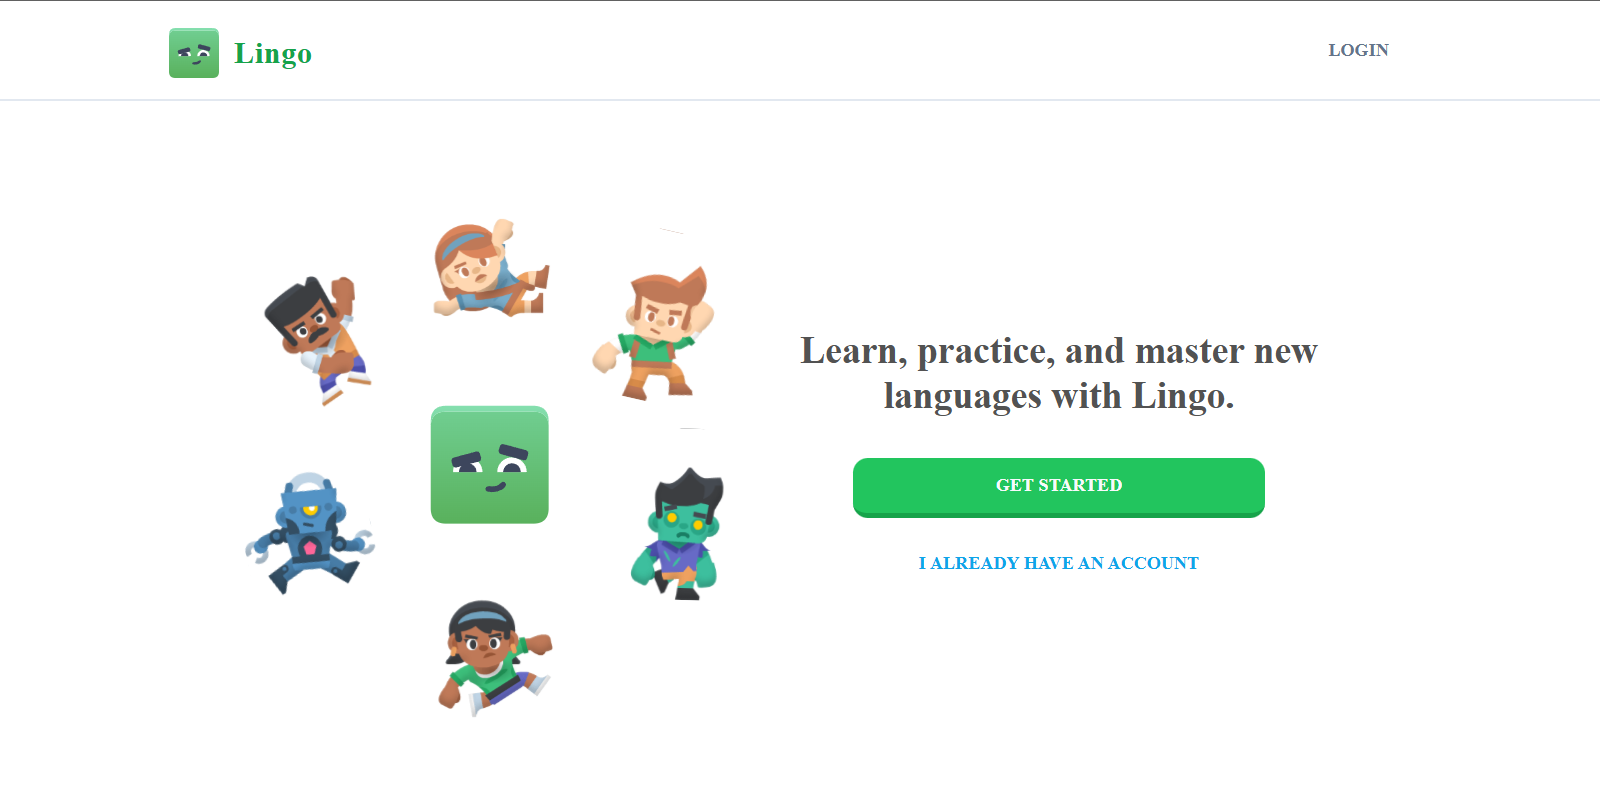 Lingo
LOGIN
Learn, practice, and master new
languages with Lingo.
GET STARTED
I ALREADY HAVE AN ACCOUNT